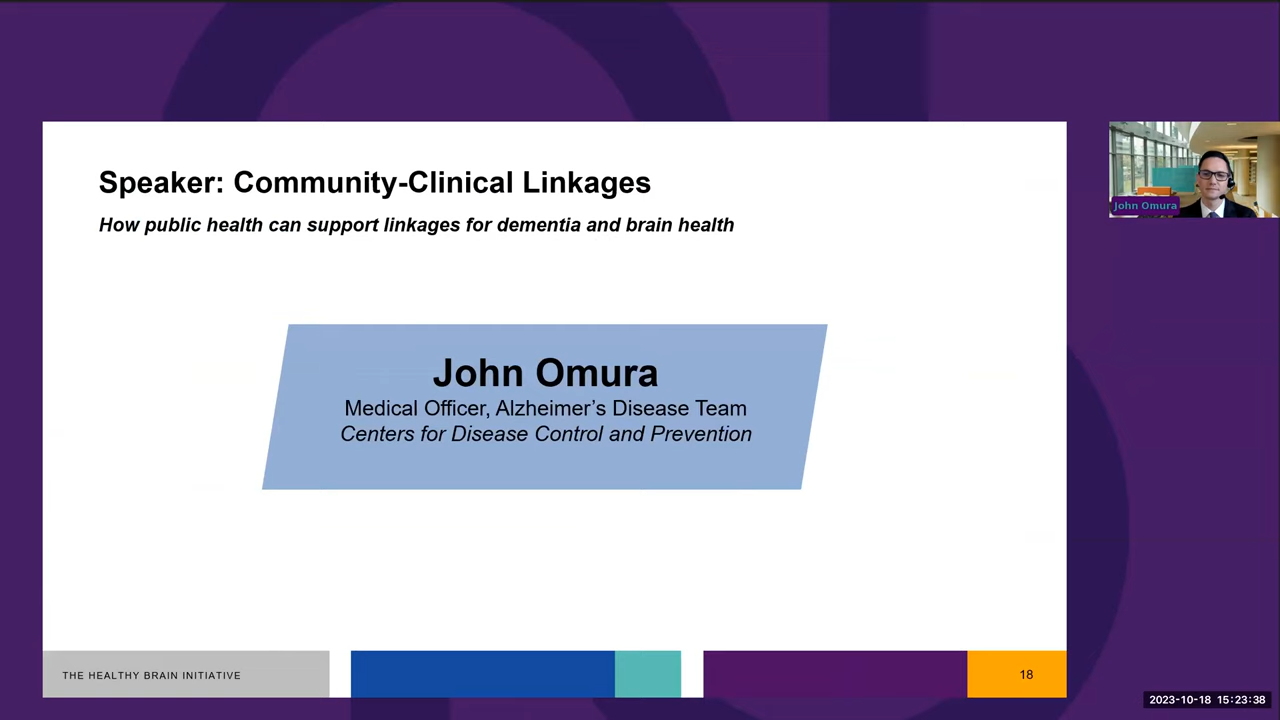 Speaker: Community-Clinical Linkages
How public health can support linkages for dementia and brain health
John Omura
John Omura
Medical Officer, Alzheimer’s Disease Team
Centers for Disease Control and Prevention
THE HEALTHY BRAIN INITIATIVE
18
2023-10-18 15:23:38